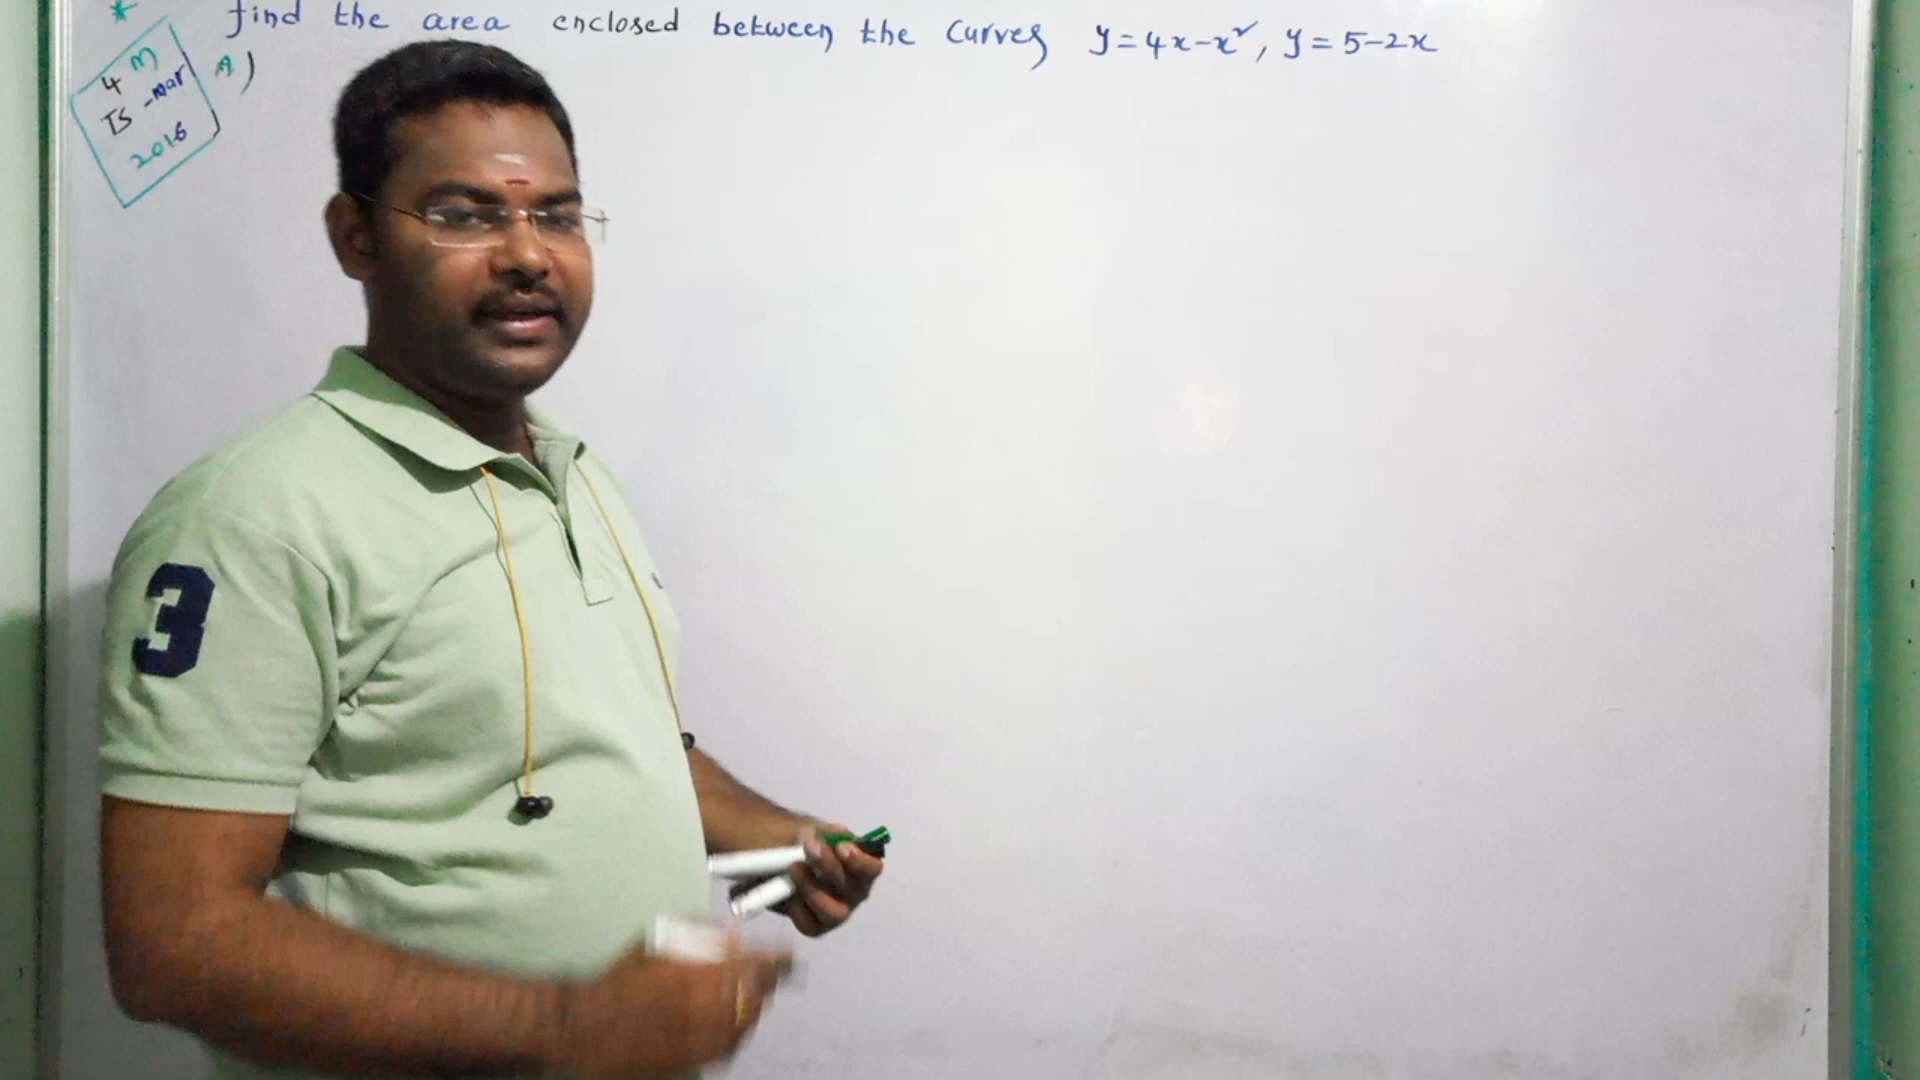 * find the area enclosed between the curves y=4x-x², y=5-2x
A)
4 M
TS -Mar
2016
3